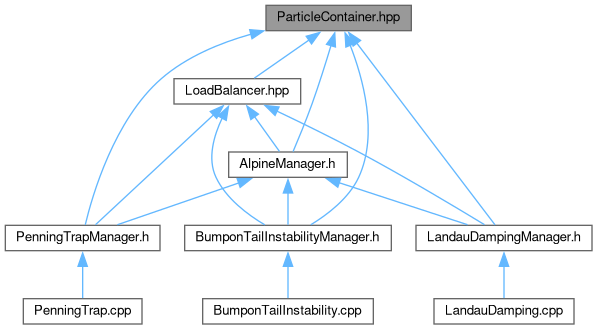 ParticleContainer.hpp
LoadBalancer.hpp
AlpineManager.h
PenningTrapManager.h
BumponTailInstabilityManager.h
LandauDampingManager.h
PenningTrap.cpp
BumponTailInstability.cpp
LandauDamping.cpp